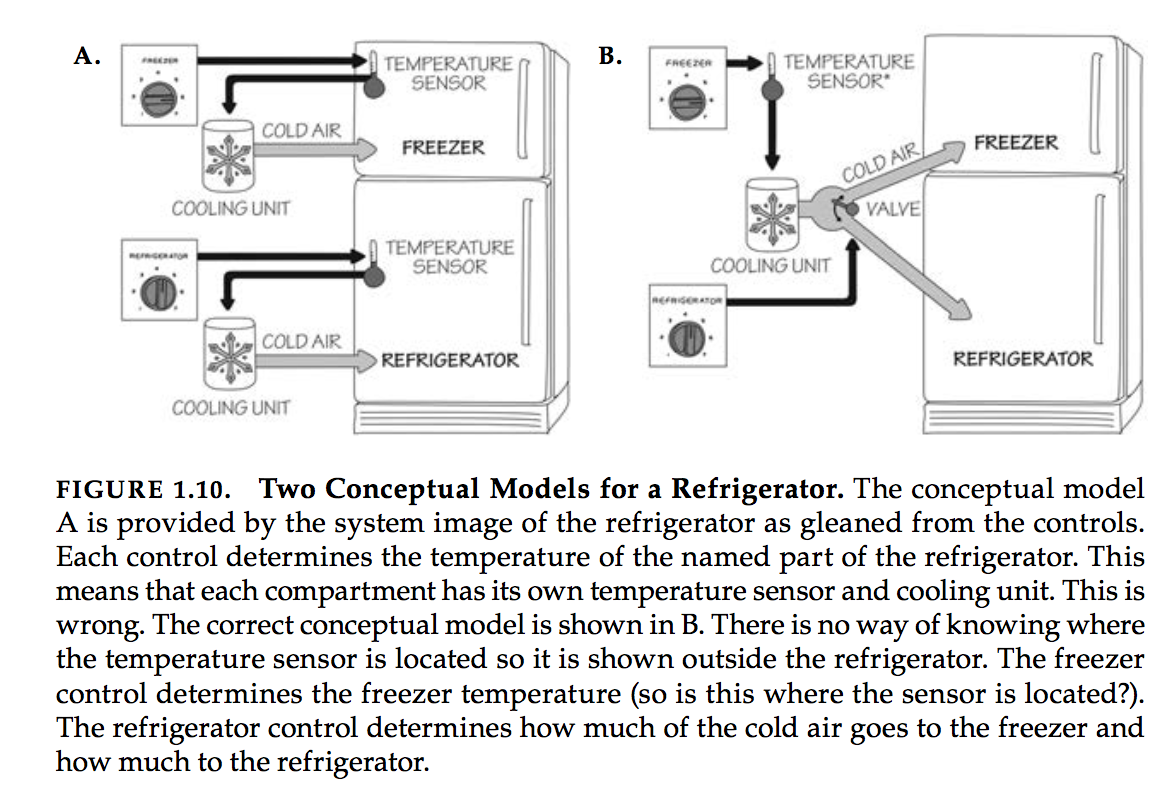 A.
FREEZER
TEMPERATURE
SENSOR
COLD AIR
FREEZER
COOLING UNIT
REFRIGERATOR
TEMPERATURE
SENSOR
COLD AIR
REFRIGERATOR
COOLING UNIT
B.
FREEZER
TEMPERATURE
SENSOR*
COLD AIR
FREEZER
VALVE
COOLING UNIT
REFRIGERATOR
REFRIGERATOR
FIGURE 1.10. Two Conceptual Models for a Refrigerator. The conceptual model
A is provided by the system image of the refrigerator as gleaned from the controls.
Each control determines the temperature of the named part of the refrigerator. This
means that each compartment has its own temperature sensor and cooling unit. This is
wrong. The correct conceptual model is shown in B. There is no way of knowing where
the temperature sensor is located so it is shown outside the refrigerator. The freezer
control determines the freezer temperature (so is this where the sensor is located?).
The refrigerator control determines how much of the cold air goes to the freezer and
how much to the refrigerator.